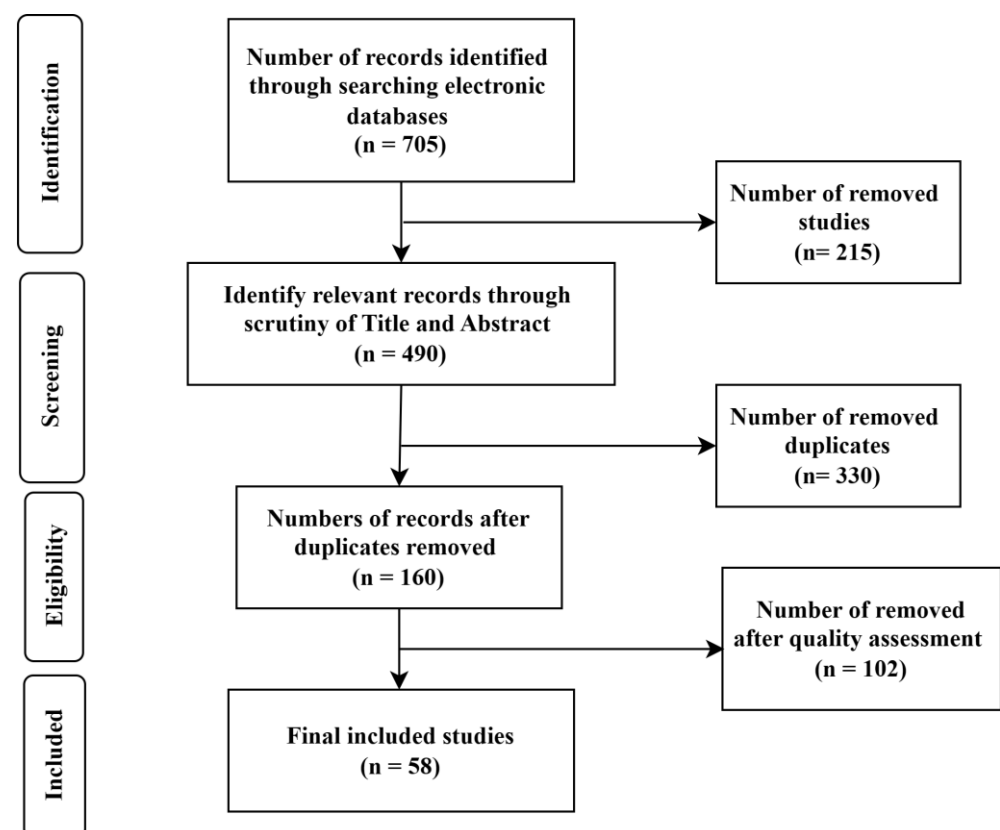 Identification
Number of records identified
through searching electronic
databases
(n = 705)
Number of removed
studies
(n= 215)
Screening
Identify relevant records through
scrutiny of Title and Abstract
(n = 490)
Number of removed
duplicates
(n= 330)
Eligibility
Numbers of records after
duplicates removed
(n = 160)
Number of removed
after quality assessment
(n = 102)
Included
Final included studies
(n = 58)